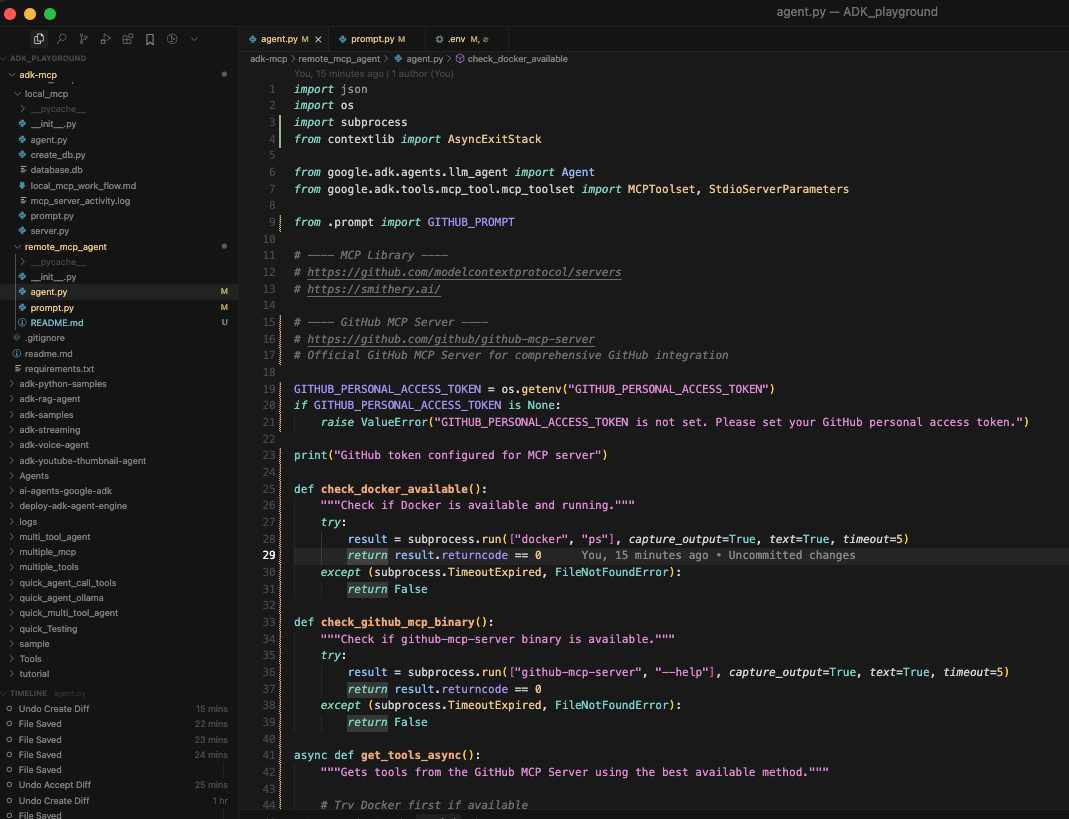 agent.py — ADK_playground
ADK_PLAYGROUND
adk-mcp
local_mcp
__pycache__
__init__.py
agent.py
create_db.py
database.db
local_mcp_work_flow.md
mcp_server_activity.log
prompt.py
server.py
remote_mcp_agent
__pycache__
__init__.py
agent.py M
prompt.py M
README.md U
.gitignore
readme.md
requirements.txt
adk-python-samples
adk-rag-agent
adk-samples
adk-streaming
adk-voice-agent
adk-youtube-thumbnail-agent
Agents
ai-agents-google-adk
deploy-adk-agent-engine
logs
multi_tool_agent
multiple_mcp
multiple_tools
quick_agent_call_tools
quick_agent_ollama
quick_multi_tool_agent
quick_Testing
sample
Tools
tutorial
TIMELINE agent.py
Undo Create Diff 15 mins
File Saved 22 mins
File Saved 23 mins
File Saved 24 mins
File Saved
Undo Accept Diff 25 mins
Undo Create Diff 1 hr
File Saved
agent.py M prompt.py M .env M,
adk-mcp > remote_mcp_agent > agent.py > check_docker_available
You, 15 minutes ago | 1 author (You)
1 import json
2 import os
3 import subprocess
4 from contextlib import AsyncExitStack
5
6 from google.adk.agents.llm_agent import Agent
7 from google.adk.tools.mcp_tool.mcp_toolset import MCPToolset, StdioServerParameters
8
9 from .prompt import GITHUB_PROMPT
10
11 # ---- MCP Library ----
12 # https://github.com/modelcontextprotocol/servers
13 # https://smithery.ai/
14
15 # ---- GitHub MCP Server ----
16 # https://github.com/github/github-mcp-server
17 # Official GitHub MCP Server for comprehensive GitHub integration
18
19 GITHUB_PERSONAL_ACCESS_TOKEN = os.getenv("GITHUB_PERSONAL_ACCESS_TOKEN")
20 if GITHUB_PERSONAL_ACCESS_TOKEN is None:
21 raise ValueError("GITHUB_PERSONAL_ACCESS_TOKEN is not set. Please set your GitHub personal access token.")
22
23 print("GitHub token configured for MCP server")
24
25 def check_docker_available():
26 """Check if Docker is available and running."""
27 try:
28 result = subprocess.run(["docker", "ps"], capture_output=True, text=True, timeout=5)
29 return result.returncode == 0 You, 15 minutes ago • Uncommitted changes
30 except (subprocess.TimeoutExpired, FileNotFoundError):
31 return False
32
33 def check_github_mcp_binary():
34 """Check if github-mcp-server binary is available."""
35 try:
36 result = subprocess.run(["github-mcp-server", "--help"], capture_output=True, text=True, timeout=5)
37 return result.returncode == 0
38 except (subprocess.TimeoutExpired, FileNotFoundError):
39 return False
40
41 async def get_tools_async():
42 """Gets tools from the GitHub MCP Server using the best available method."""
43
44 # Try Docker first if available